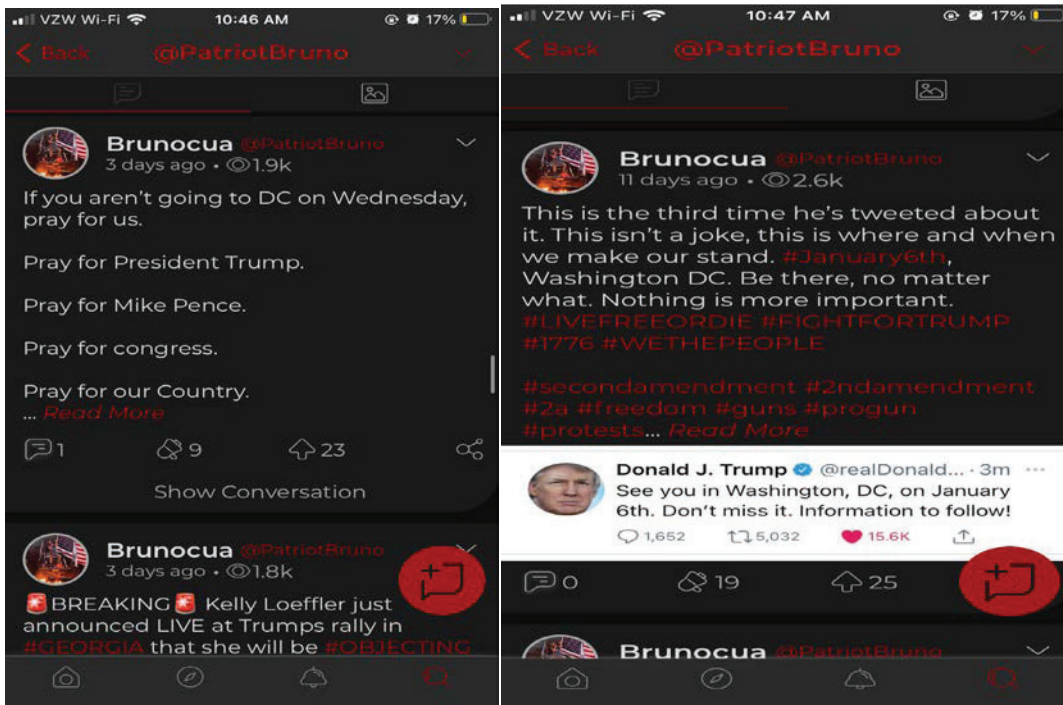 VZW Wi-Fi 10:46 AM 17%
Back @PatriotBruno
Brunocua @PatriotBruno
3 days ago • 1.9k
If you aren't going to DC on Wednesday,
pray for us.
Pray for President Trump.
Pray for Mike Pence.
Pray for congress.
Pray for our Country.
... Read More
1 9 23
Show Conversation
Brunocua @PatriotBruno
3 days ago • 1.8k
🚨BREAKING🚨 Kelly Loeffler just
announced LIVE at Trumps rally in
#GEORGIA that she will be #OBJECTING
VZW Wi-Fi 10:47 AM 17%
Back @PatriotBruno
Brunocua @PatriotBruno
11 days ago • 2.6k
This is the third time he's tweeted about
it. This isn't a joke, this is where and when
we make our stand. #January6th,
Washington DC. Be there, no matter
what. Nothing is more important.
#LIVEFREEORDIE #FIGHTFORTRUMP
#1776 #WETHEPEOPLE
#secondamendment #2ndamendment
#2a #freedom #guns #progun
#protests... Read More
Donald J. Trump @realDonald... · 3m ...
See you in Washington, DC, on January
6th. Don't miss it. Information to follow!
1,652 5,032 15.6K
0 19 25
Brunocua @PatriotBruno